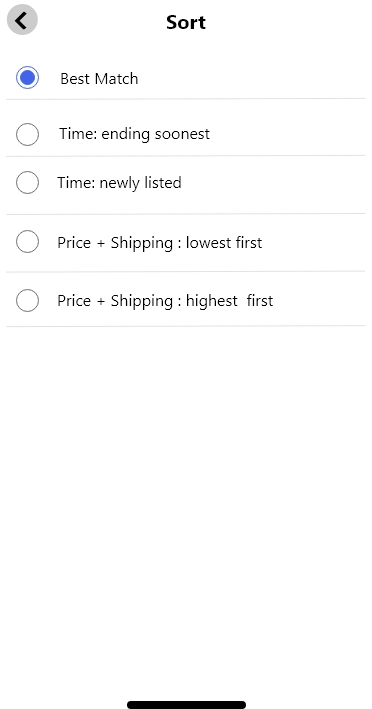 Sort
Best Match
Time: ending soonest
Time: newly listed
Price + Shipping : lowest first
Price + Shipping : highest  first